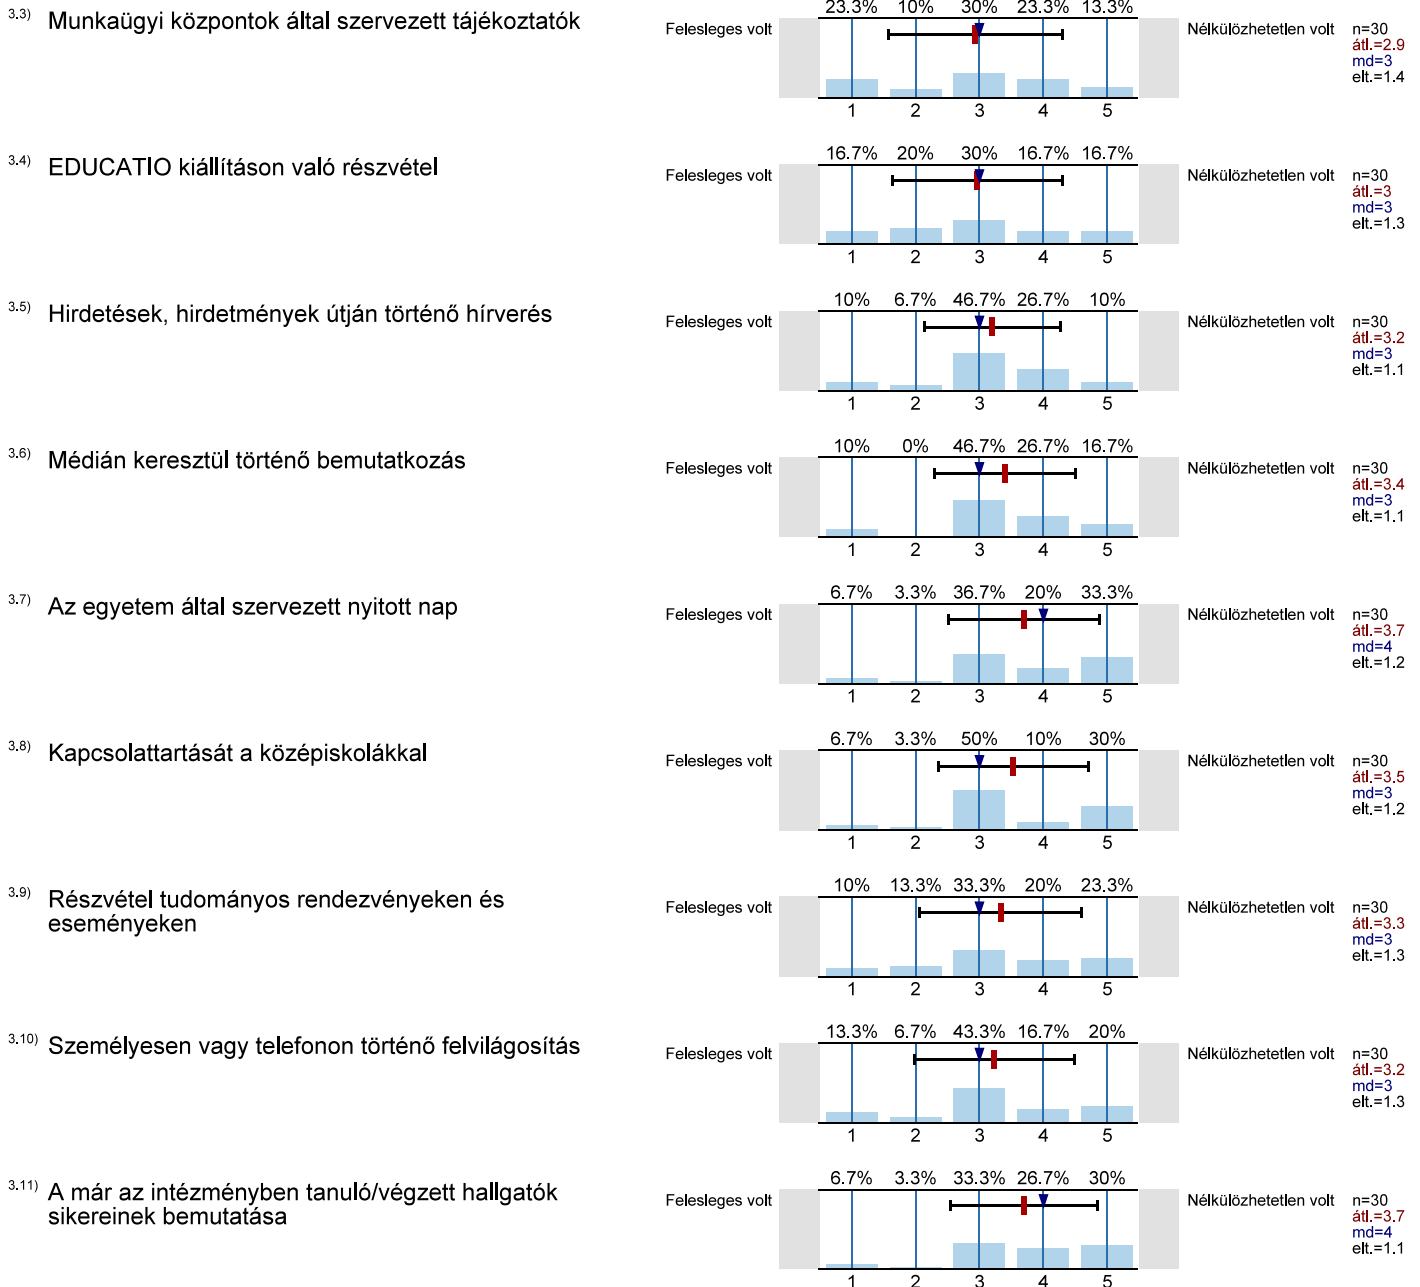 3.3) Munkaügyi központok által szervezett tájékoztatók
23.3% 10% 30% 23.3% 13.3%
Felesleges volt
Nélkülözhetetlen volt
n=30
átl.=2.9
md=3
elt.=1.4
1 2 3 4 5
3.4) EDUCATIO kiállításon való részvétel
16.7% 20% 30% 16.7% 16.7%
Felesleges volt
Nélkülözhetetlen volt
n=30
átl.=3
md=3
elt.=1.3
1 2 3 4 5
3.5) Hirdetések, hirdetmények útján történő hírverés
10% 6.7% 46.7% 26.7% 10%
Felesleges volt
Nélkülözhetetlen volt
n=30
átl.=3.2
md=3
elt.=1.1
1 2 3 4 5
3.6) Médián keresztül történő bemutatkozás
10% 0% 46.7% 26.7% 16.7%
Felesleges volt
Nélkülözhetetlen volt
n=30
átl.=3.4
md=3
elt.=1.1
1 2 3 4 5
3.7) Az egyetem által szervezett nyitott nap
6.7% 3.3% 36.7% 20% 33.3%
Felesleges volt
Nélkülözhetetlen volt
n=30
átl.=3.7
md=4
elt.=1.2
1 2 3 4 5
3.8) Kapcsolattartását a középiskolákkal
6.7% 3.3% 50% 10% 30%
Felesleges volt
Nélkülözhetetlen volt
n=30
átl.=3.5
md=3
elt.=1.2
1 2 3 4 5
3.9) Részvétel tudományos rendezvényeken és
eseményeken
10% 13.3% 33.3% 20% 23.3%
Felesleges volt
Nélkülözhetetlen volt
n=30
átl.=3.3
md=3
elt.=1.3
1 2 3 4 5
3.10) Személyesen vagy telefonon történő felvilágosítás
13.3% 6.7% 43.3% 16.7% 20%
Felesleges volt
Nélkülözhetetlen volt
n=30
átl.=3.2
md=3
elt.=1.3
1 2 3 4 5
3.11) A már az intézményben tanuló/végzett hallgatók
sikereinek bemutatása
6.7% 3.3% 33.3% 26.7% 30%
Felesleges volt
Nélkülözhetetlen volt
n=30
átl.=3.7
md=4
elt.=1.1
1 2 3 4 5